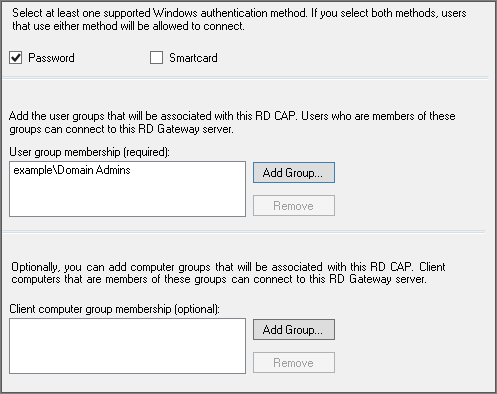 Select at least one supported Windows authentication method. If you select both methods, users
that use either method will be allowed to connect.
Password
Smartcard
Add the user groups that will be associated with this RD CAP. Users who are members of these
groups can connect to this RD Gateway server.
User group membership (required):
example\Domain Admins
Add Group...
Remove
Optionally, you can add computer groups that will be associated with this RD CAP. Client
computers that are members of these groups can connect to this RD Gateway server.
Client computer group membership (optional):
Add Group...
Remove